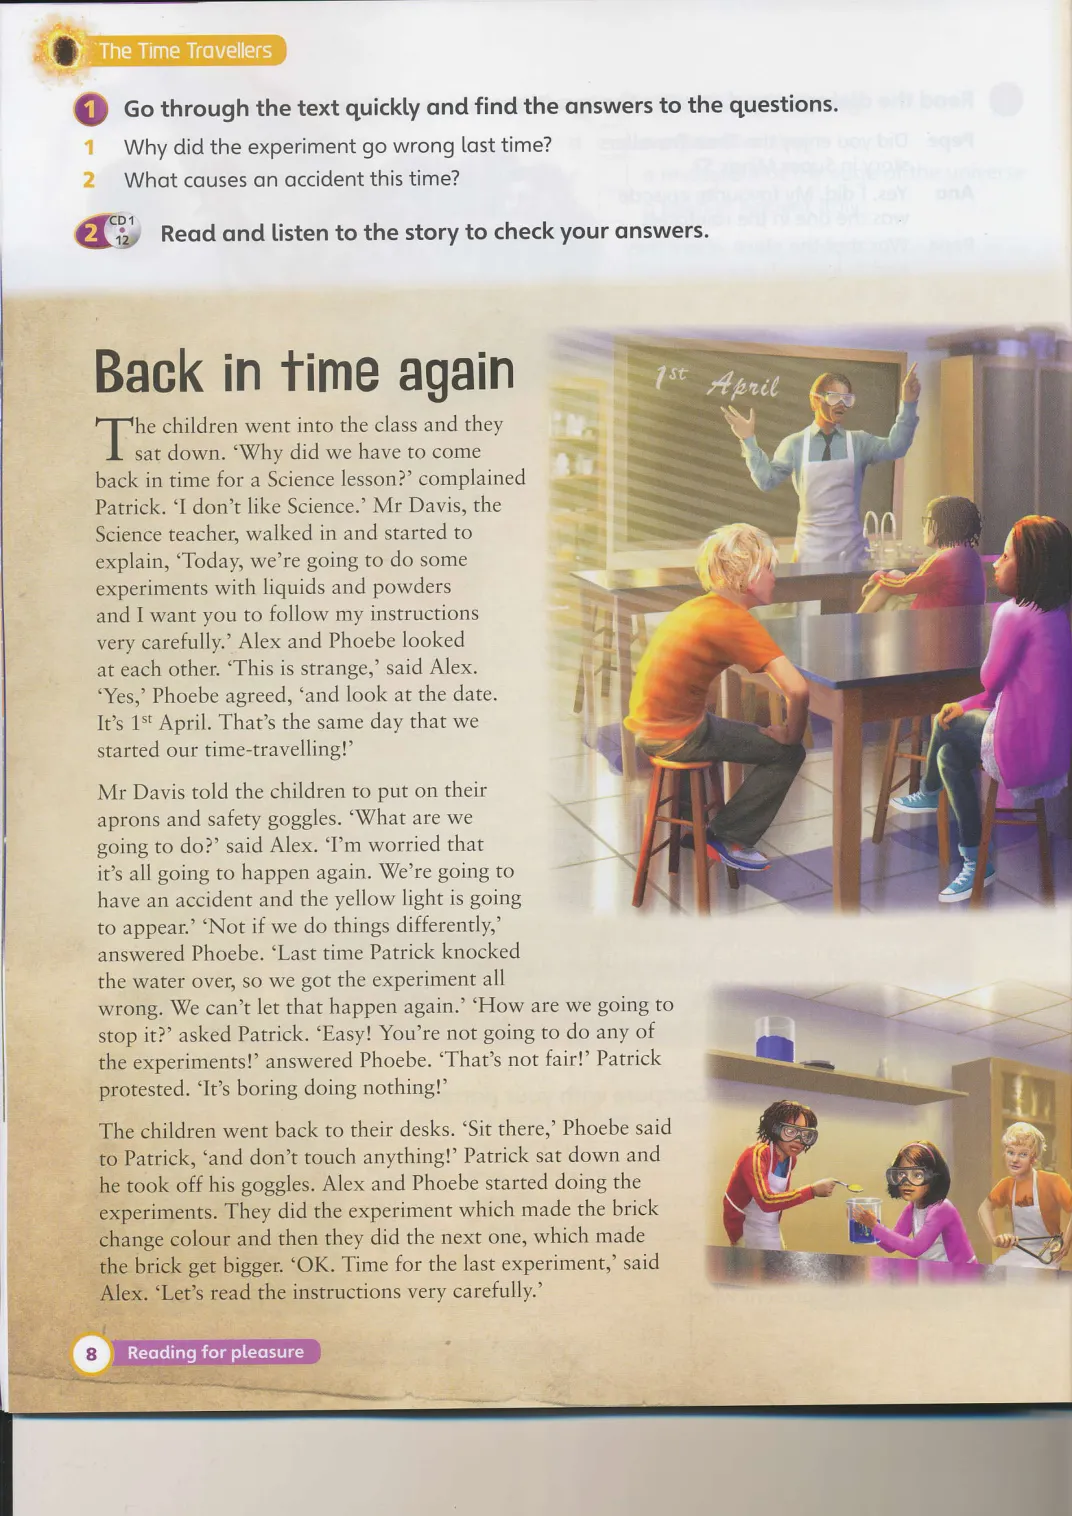 The Time Travellers
1 Go through the text quickly and find the answers to the questions.
1 Why did the experiment go wrong last time?
2 What causes an accident this time?
2 CD1
12
Read and listen to the story to check your answers.
Back in time again
The children went into the class and they
sat down. ‘Why did we have to come
back in time for a Science lesson?’ complained
Patrick. ‘I don’t like Science.’ Mr Davis, the
Science teacher, walked in and started to
explain, ‘Today, we’re going to do some
experiments with liquids and powders
and I want you to follow my instructions
very carefully.’ Alex and Phoebe looked
at each other. ‘This is strange,’ said Alex.
‘Yes,’ Phoebe agreed, ‘and look at the date.
It’s 1st April. That’s the same day that we
started our time-travelling!’
Mr Davis told the children to put on their
aprons and safety goggles. ‘What are we
going to do?’ said Alex. ‘I’m worried that
it’s all going to happen again. We’re going to
have an accident and the yellow light is going
to appear.’ ‘Not if we do things differently,’
answered Phoebe. ‘Last time Patrick knocked
the water over, so we got the experiment all
wrong. We can’t let that happen again.’ ‘How are we going to
stop it?’ asked Patrick. ‘Easy! You’re not going to do any of
the experiments!’ answered Phoebe. ‘That’s not fair!’ Patrick
protested. ‘It’s boring doing nothing!’
The children went back to their desks. ‘Sit there,’ Phoebe said
to Patrick, ‘and don’t touch anything!’ Patrick sat down and
he took off his goggles. Alex and Phoebe started doing the
experiments. They did the experiment which made the brick
change colour and then they did the next one, which made
the brick get bigger. ‘OK. Time for the last experiment,’ said
Alex. ‘Let’s read the instructions very carefully.’
1st April
8 Reading for pleasure